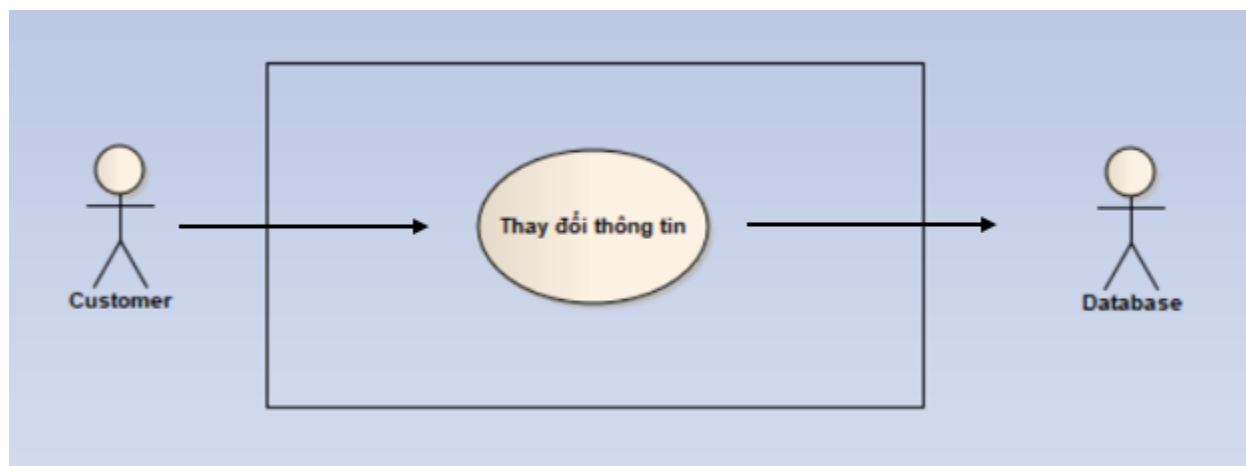 Thay đổi thông tin
Customer
Database